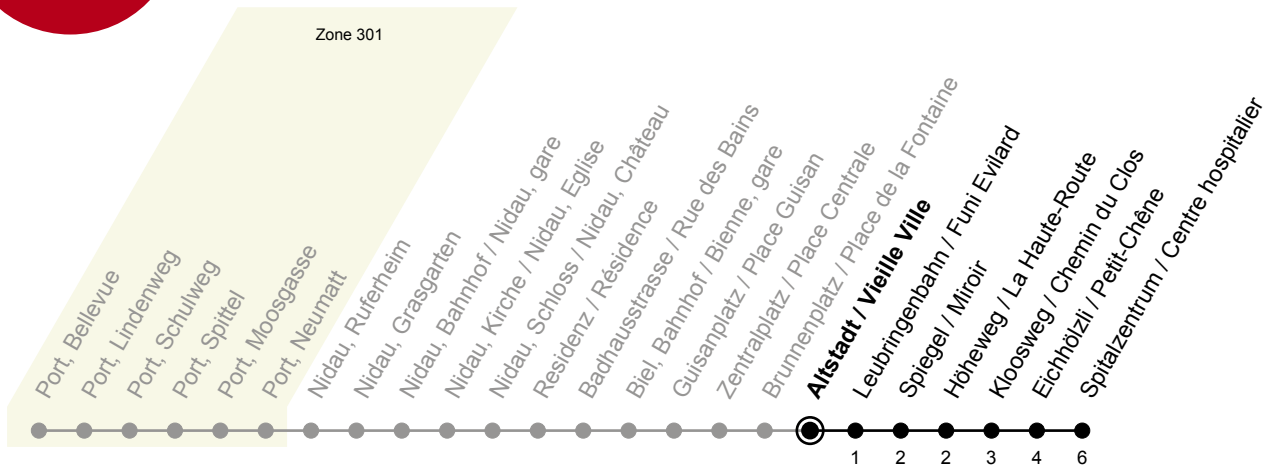 Zone 301
Port, Bellevue
Port, Lindenweg
Port, Schulweg
Port, Spittel
Port, Moosgasse
Port, Neumatt
Nidau, Ruferheim
Nidau, Grasgarten
Nidau, Bahnhof / Nidau, gare
Nidau, Kirche / Nidau, Eglise
Nidau, Schloss / Nidau, Château
Residenz / Résidence
Badhausstrasse / Rue des Bains
Biel, Bahnhof / Bienne, gare
Guisanplatz / Place Guisan
Zentralplatz / Place Centrale
Brunnenplatz / Place de la Fontaine
Altstadt / Vieille Ville
Leubringenbahn / Funi Evilard
Spiegel / Miroir
Höheweg / La Haute-Route
Kloosweg / Chemin du Clos
Eichhölzli / Petit-Chêne
Spitalzentrum / Centre hospitalier
1 2 2 3 4 6